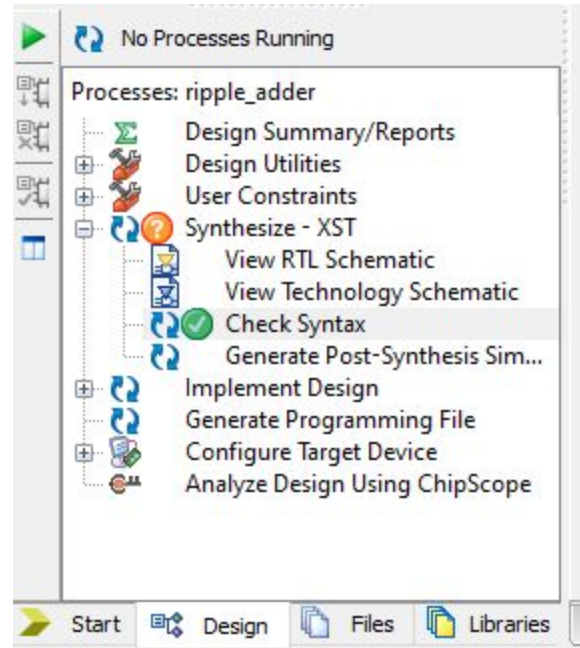 No Processes Running
Processes: ripple_adder
Design Summary/Reports
Design Utilities
User Constraints
Synthesize - XST
View RTL Schematic
View Technology Schematic
Check Syntax
Generate Post-Synthesis Sim...
Implement Design
Generate Programming File
Configure Target Device
Analyze Design Using ChipScope
Start Design Files Libraries